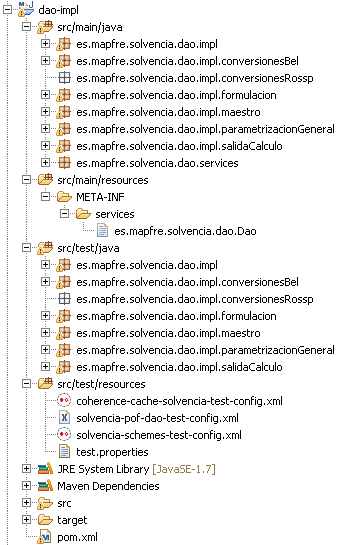 dao-impl
src/main/java
es.mapfre.solvencia.dao.impl
es.mapfre.solvencia.dao.impl.conversionesBel
es.mapfre.solvencia.dao.impl.conversionesRossp
es.mapfre.solvencia.dao.impl.formulacion
es.mapfre.solvencia.dao.impl.maestro
es.mapfre.solvencia.dao.impl.parametrizacionGeneral
es.mapfre.solvencia.dao.impl.salidaCalculo
es.mapfre.solvencia.dao.services
src/main/resources
META-INF
services
es.mapfre.solvencia.dao.Dao
src/test/java
es.mapfre.solvencia.dao.impl
es.mapfre.solvencia.dao.impl.conversionesBel
es.mapfre.solvencia.dao.impl.conversionesRossp
es.mapfre.solvencia.dao.impl.formulacion
es.mapfre.solvencia.dao.impl.maestro
es.mapfre.solvencia.dao.impl.parametrizacionGeneral
es.mapfre.solvencia.dao.impl.salidaCalculo
src/test/resources
coherence-cache-solvencia-test-config.xml
solvencia-pof-dao-test-config.xml
solvencia-schemes-test-config.xml
test.properties
JRE System Library [JavaSE-1.7]
Maven Dependencies
src
target
pom.xml